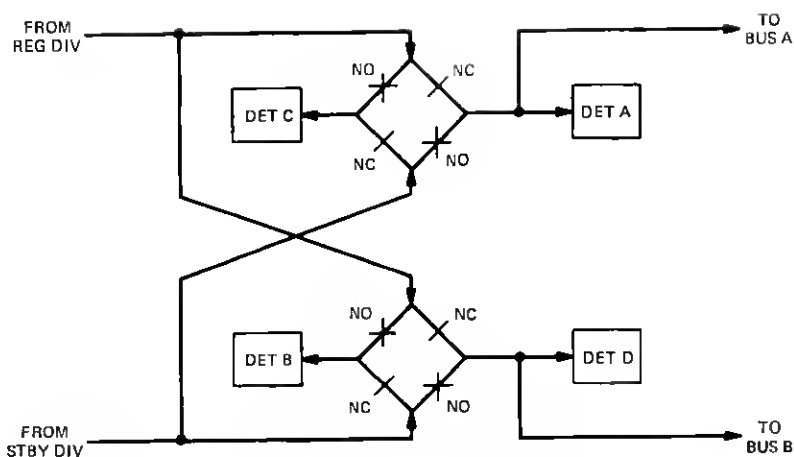 FROM
REG DIV
TO
BUS A
NO
NC
DET C
DET A
NC
NO
NO
NC
DET B
DET D
NC
NO
FROM
STBY DIV
TO
BUS B